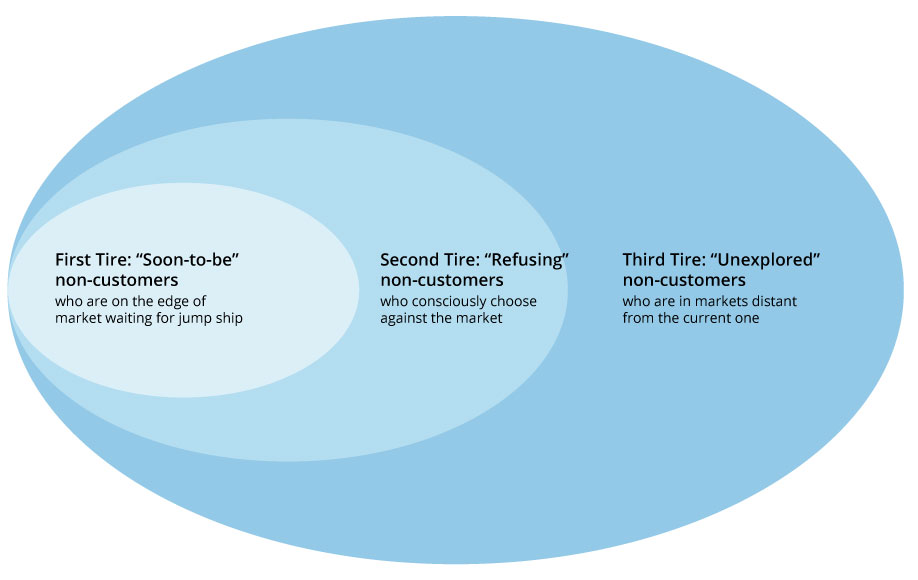 First Tire: “Soon-to-be”
non-customers
who are on the edge of
market waiting for jump ship
Second Tire: “Refusing”
non-customers
who consciously choose
against the market
Third Tire: “Unexplored”
non-customers
who are in markets distant
from the current one